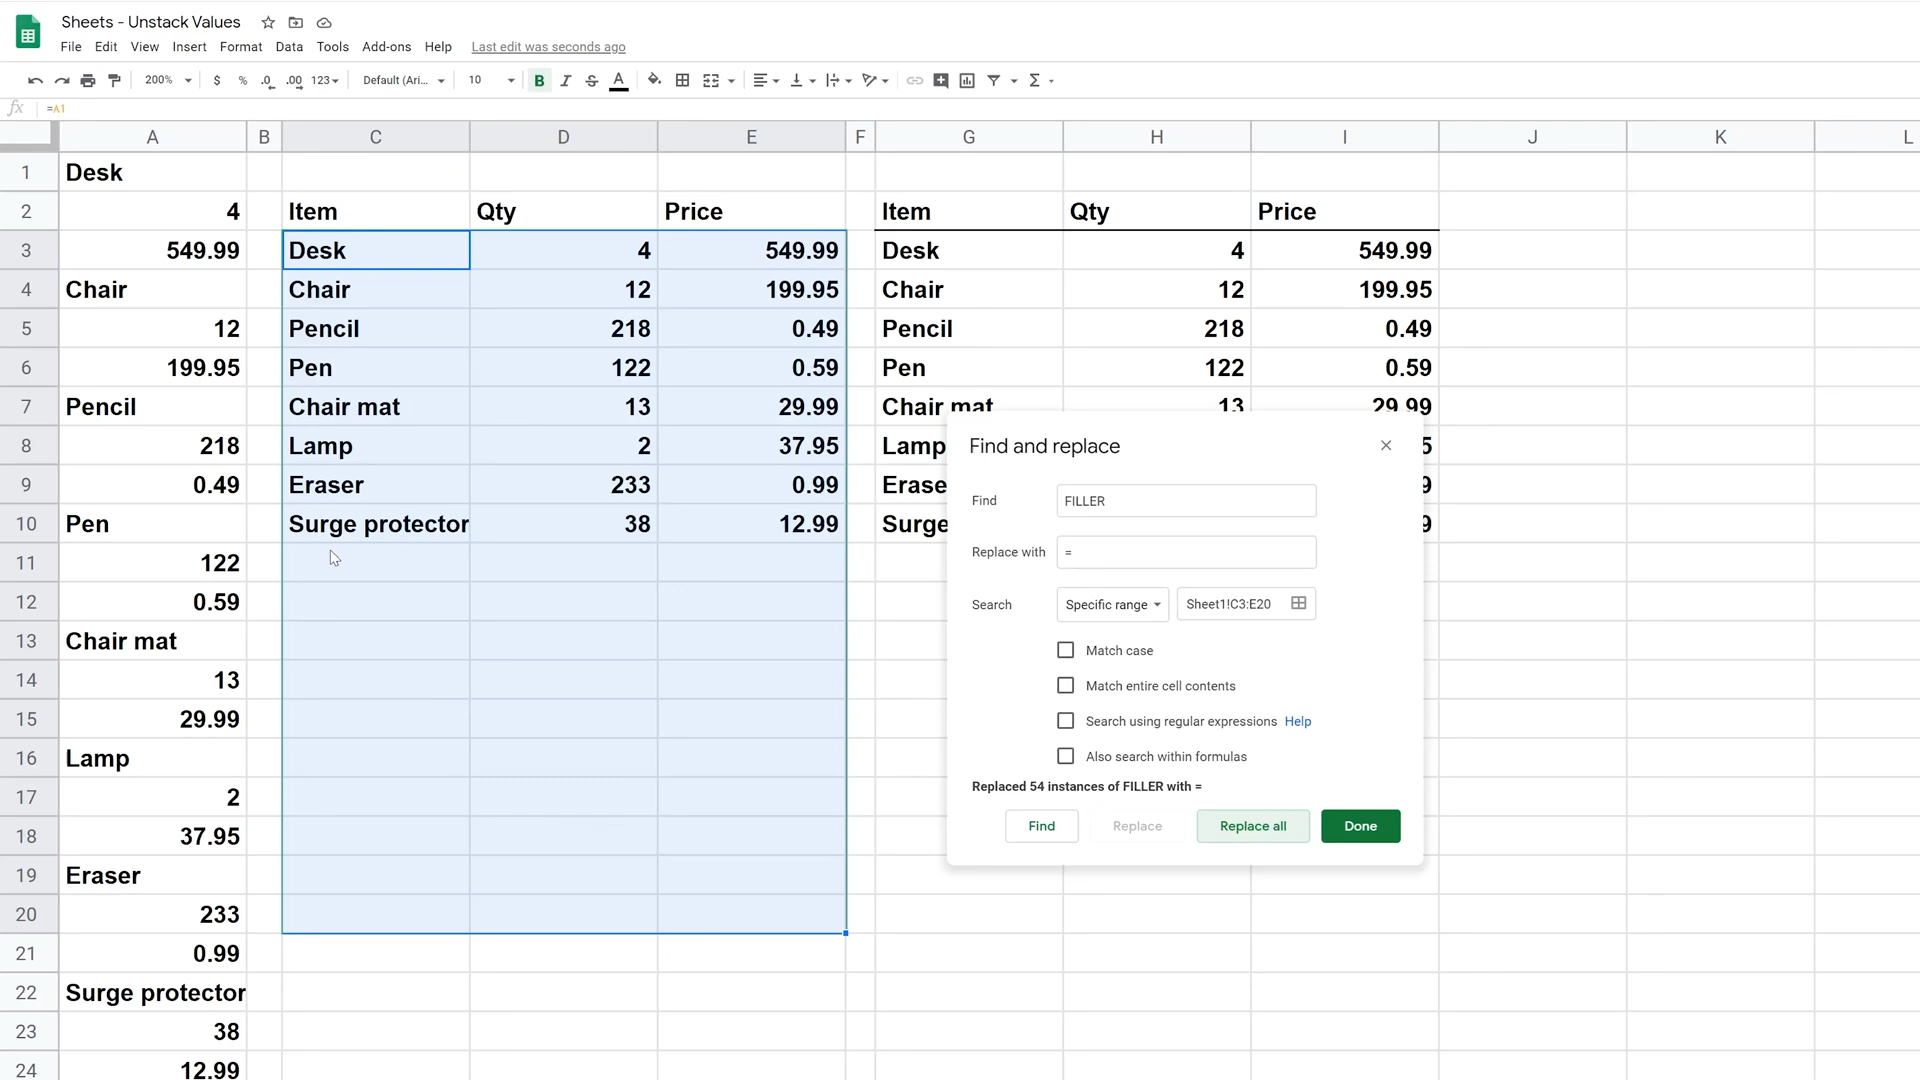 Sheets - Unstack Values
File Edit View Insert Format Data Tools Add-ons Help Last edit was seconds ago
200% $ % .0 .00 123 Default (Ari... 10 B I S A
fx =A1
A B C D E F G H I J K L
1 Desk
2 4 Item Qty Price Item Qty Price
3 549.99 Desk 4 549.99 Desk 4 549.99
4 Chair Chair 12 199.95 Chair 12 199.95
5 12 Pencil 218 0.49 Pencil 218 0.49
6 199.95 Pen 122 0.59 Pen 122 0.59
7 Pencil Chair mat 13 29.99 Chair mat 13 29.99
8 218 Lamp 2 37.95 Lamp 5
9 0.49 Eraser 233 0.99 Erase 9
10 Pen Surge protector 38 12.99 Surge 9
11 122
12 0.59
13 Chair mat
14 13
15 29.99
16 Lamp
17 2
18 37.95
19 Eraser
20 233
21 0.99
22 Surge protector
23 38
24 12.99
Find and replace
Find FILLER
Replace with =
Search Specific range Sheet1!C3:E20
Match case
Match entire cell contents
Search using regular expressions Help
Also search within formulas
Replaced 54 instances of FILLER with =
Find Replace Replace all Done